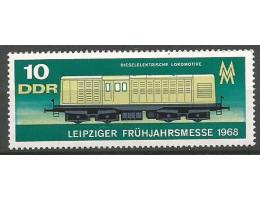 DIESELELEKTRISCHE LOKOMOTIVE
10
DDR
LEIPZIGER FRÜHJAHRSMESSE 1968